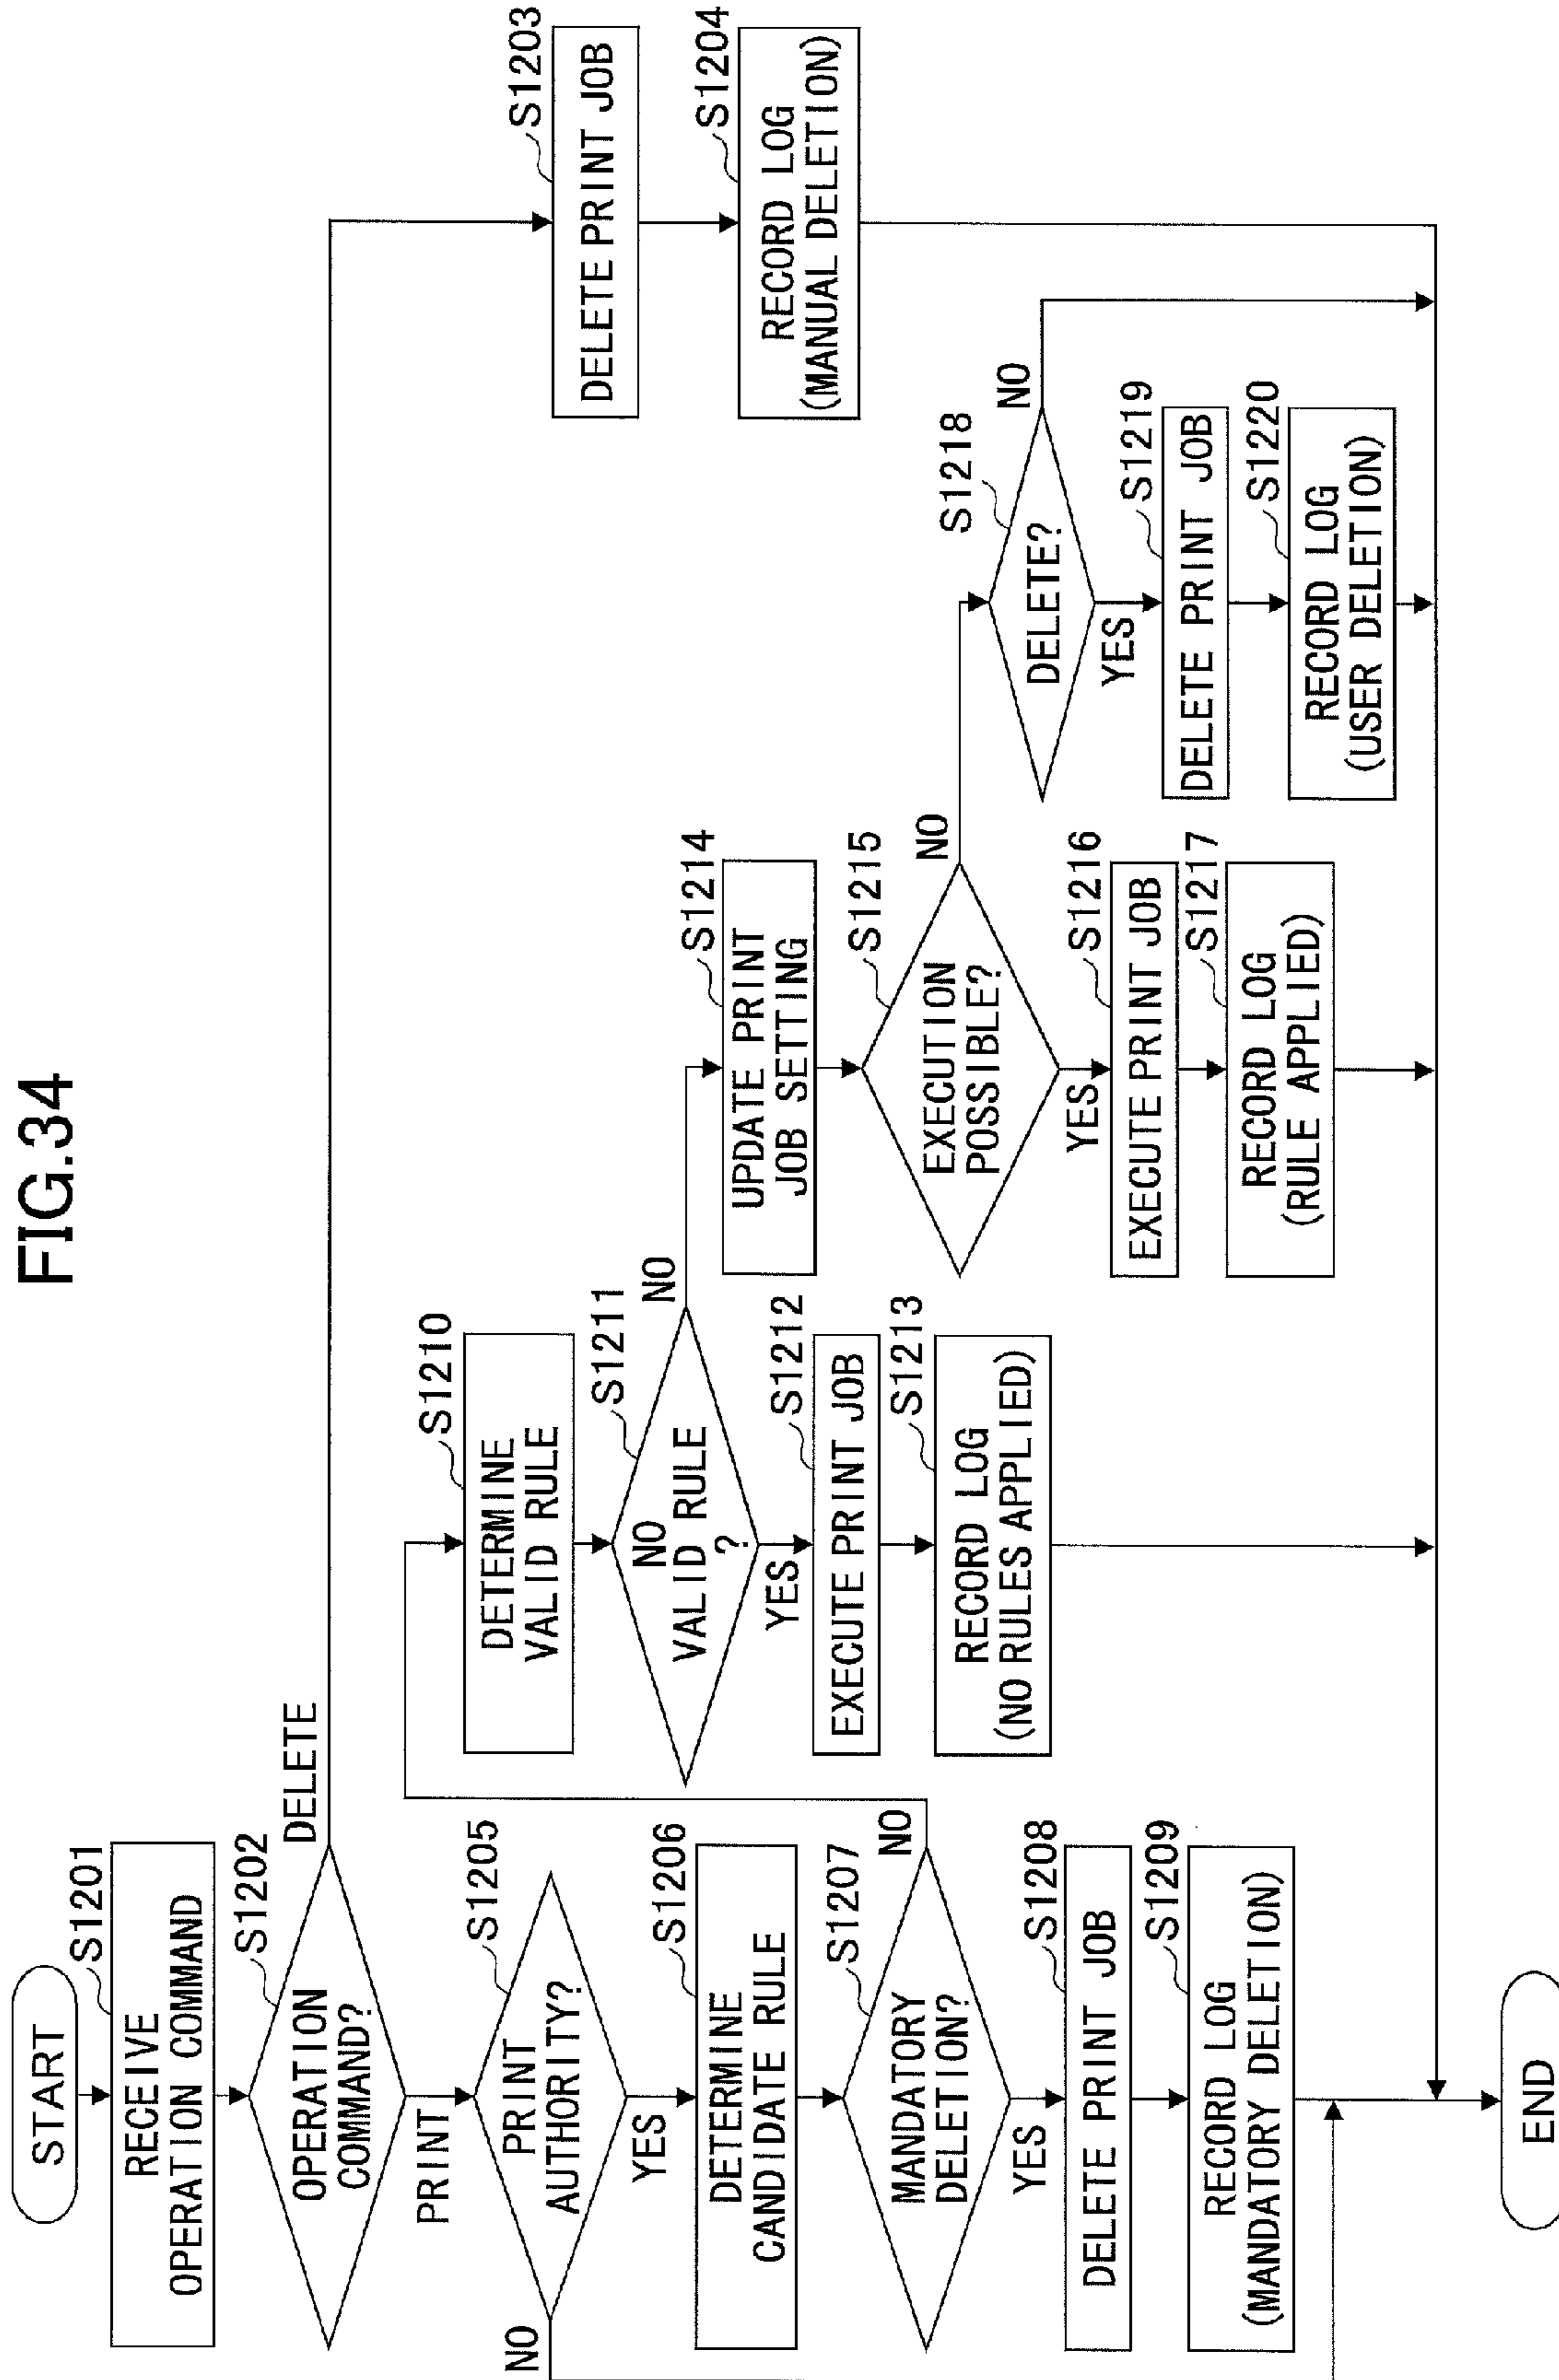 FIG.34
START
S1201
RECEIVE
OPERATION COMMAND
S1202
OPERATION
COMMAND?
DELETE
PRINT
S1203
DELETE PRINT JOB
S1204
RECORD LOG
(MANUAL DELETION)
S1205
PRINT
AUTHORITY?
NO
YES
S1206
DETERMINE
CANDIDATE RULE
S1207
MANDATORY
DELETION?
NO
YES
S1208
DELETE PRINT JOB
S1209
RECORD LOG
(MANDATORY DELETION)
S1210
DETERMINE
VALID RULE
S1211
NO
VALID RULE
?
NO
YES
S1212
EXECUTE PRINT JOB
S1213
RECORD LOG
(NO RULES APPLIED)
S1214
UPDATE PRINT
JOB SETTING
S1215
EXECUTION
POSSIBLE?
NO
YES
S1216
EXECUTE PRINT JOB
S1217
RECORD LOG
(RULE APPLIED)
S1218
DELETE?
NO
YES
S1219
DELETE PRINT JOB
S1220
RECORD LOG
(USER DELETION)
END